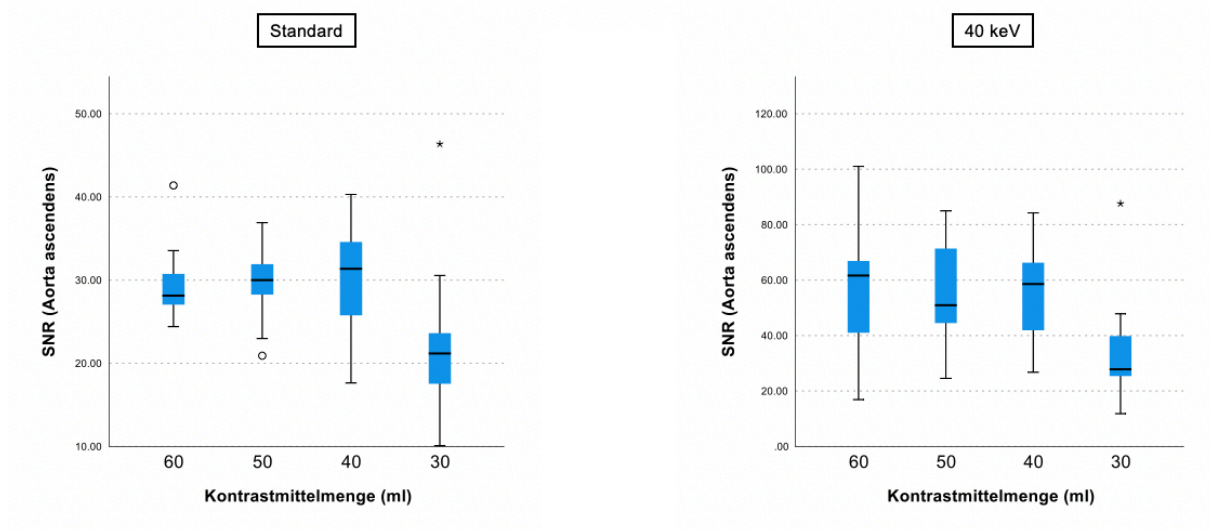 Standard
50.00
40.00
30.00
20.00
10.00
SNR (Aorta ascendens)
60 50 40 30
Kontrastmittelmenge (ml)
40 keV
120.00
100.00
80.00
60.00
40.00
20.00
.00
SNR (Aorta ascendens)
60 50 40 30
Kontrastmittelmenge (ml)